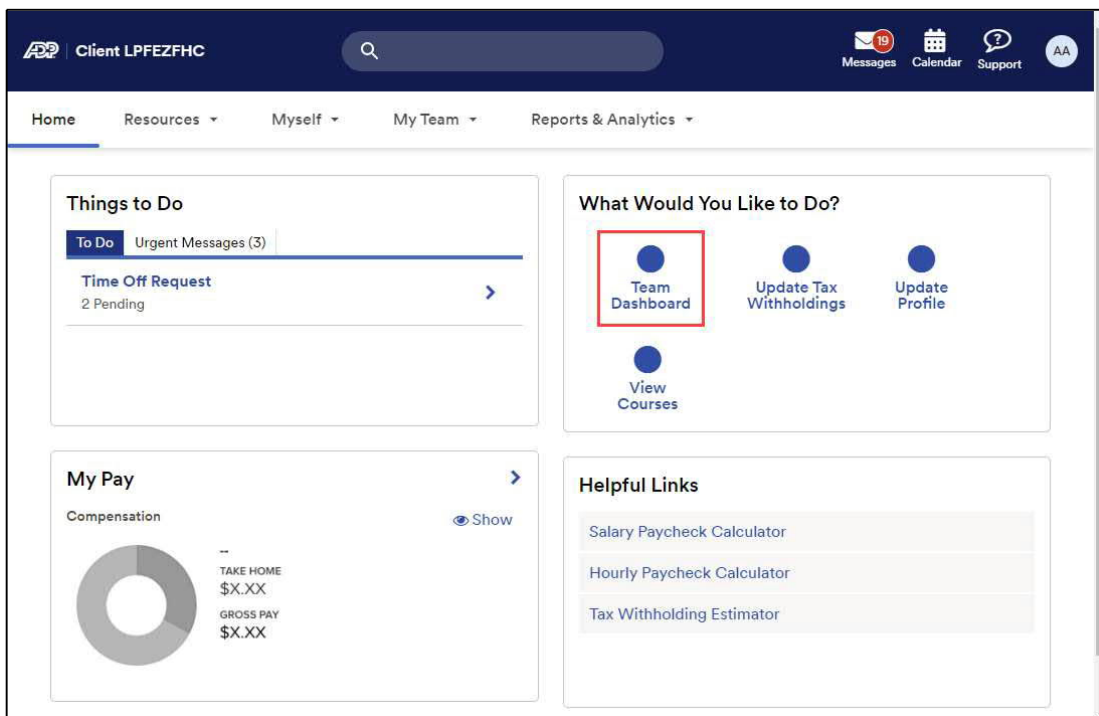 ADP Client LPFEZFHC
19
Messages Calendar Support
AA
Home Resources Myself My Team Reports & Analytics
Things to Do
To Do Urgent Messages (3)
Time Off Request
2 Pending
What Would You Like to Do?
Team
Dashboard
Update Tax
Withholdings
Update
Profile
View
Courses
My Pay
Compensation
Show
--
TAKE HOME
$X.XX
GROSS PAY
$X.XX
Helpful Links
Salary Paycheck Calculator
Hourly Paycheck Calculator
Tax Withholding Estimator